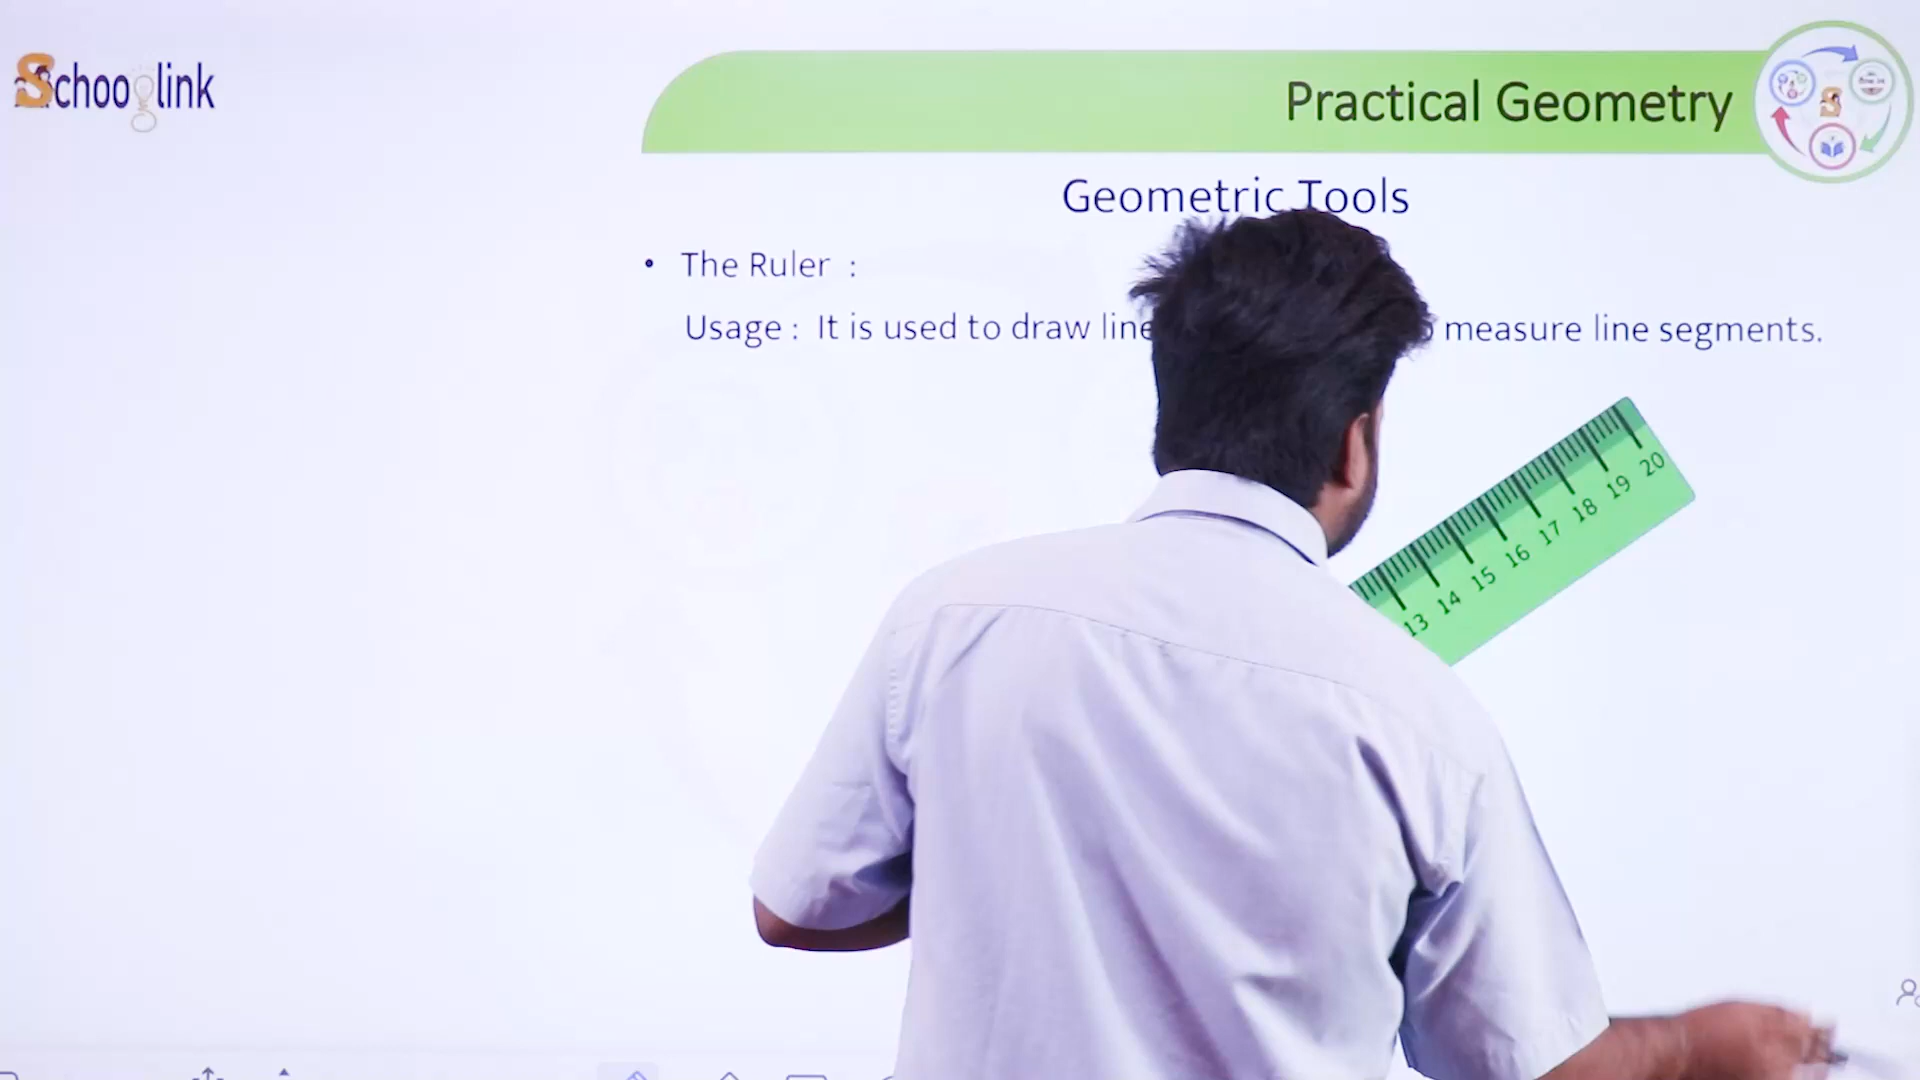 Schooglink
Practical Geometry
Geometric Tools
• The Ruler :
Usage : It is used to draw line measure line segments.
13 14 15 16 17 18 19 20